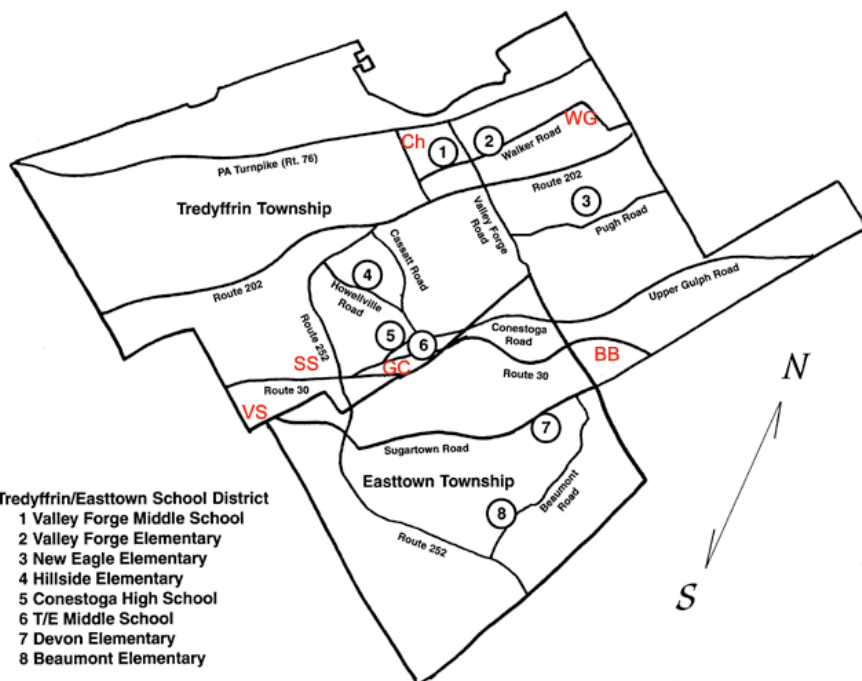 WG
Ch
2
1
Walker Road
PA Turnpike (Rt. 76)
Route 202
3
Tredyffrin Township
Valley Forge
Road
Pugh Road
Cassatt Road
4
Howellville
Road
Upper Gulph Road
Route 202
Route 252
5
6
Conestoga
Road
BB
SS
GC
Route 30
Route 30
VS
N
7
Sugartown Road
Easttown Township
Beaumont
Road
8
Route 252
S
Tredyffrin/Easttown School District
1 Valley Forge Middle School
2 Valley Forge Elementary
3 New Eagle Elementary
4 Hillside Elementary
5 Conestoga High School
6 T/E Middle School
7 Devon Elementary
8 Beaumont Elementary